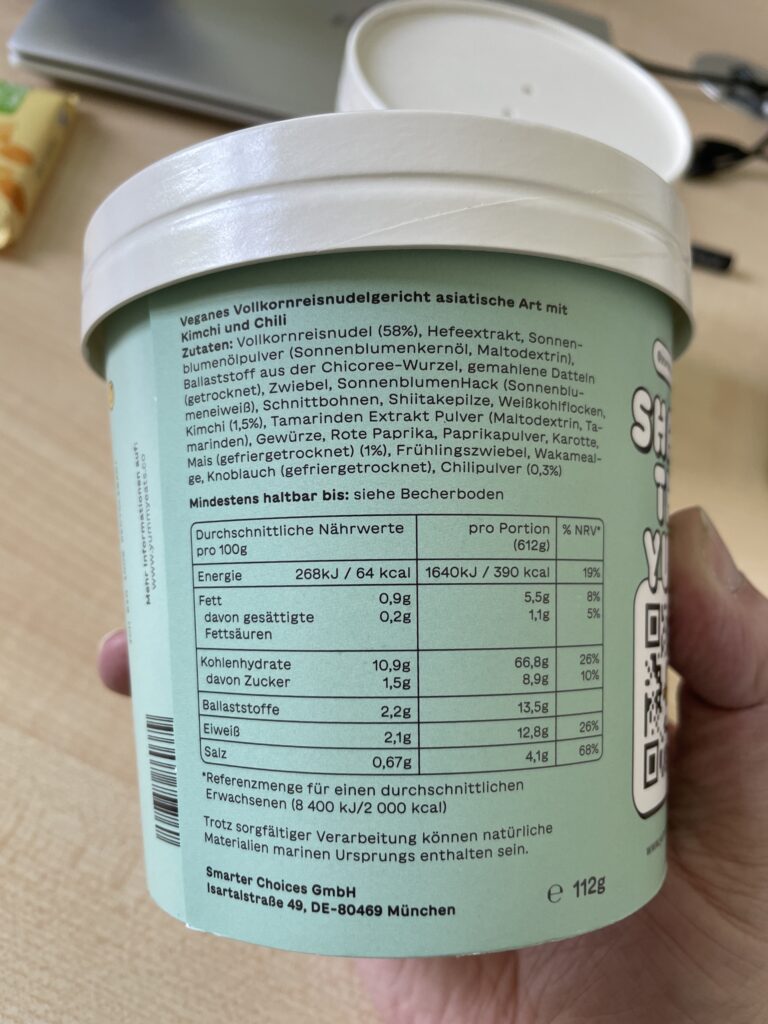 Veganes Vollkornreisnudelgericht asiatische Art mit
Kimchi und Chili
Zutaten: Vollkornreisnudel (58%), Hefeextrakt, Sonnen-
blumenölpulver (Sonnenblumenkernöl, Maltodextrin),
Ballaststoff aus der Chicoree-Wurzel, gemahlene Datteln
(getrocknet), Zwiebel, SonnenblumenHack (Sonnenblu-
meneiweiß), Schnittbohnen, Shiitakepilze, Weißkohlflocken,
Kimchi (1,5%), Tamarinden Extrakt Pulver (Maltodextrin, Ta-
marinden), Gewürze, Rote Paprika, Paprikapulver, Karotte,
Mais (gefriergetrocknet) (1%), Frühlingszwiebel, Wakameal-
ge, Knoblauch (gefriergetrocknet), Chilipulver (0,3%)
Mindestens haltbar bis: siehe Becherboden
Durchschnittliche Nährwerte pro Portion % NRV*
pro 100g (612g)
Energie 268kJ / 64 kcal 1640kJ / 390 kcal 19%
Fett 0,9g 5,5g 8%
davon gesättigte 0,2g 1,1g 5%
Fettsäuren
Kohlenhydrate 10,9g 66,8g 26%
davon Zucker 1,5g 8,9g 10%
Ballaststoffe 2,2g 13,5g
Eiweiß 2,1g 12,8g 26%
Salz 0,67g 4,1g 68%
*Referenzmenge für einen durchschnittlichen
Erwachsenen (8 400 kJ/2 000 kcal)
Trotz sorgfältiger Verarbeitung können natürliche
Materialien marinen Ursprungs enthalten sein.
Smarter Choices GmbH
Isartalstraße 49, DE-80469 München
℮ 112g
Mehr Informationen auf:
www.yummyeats.co